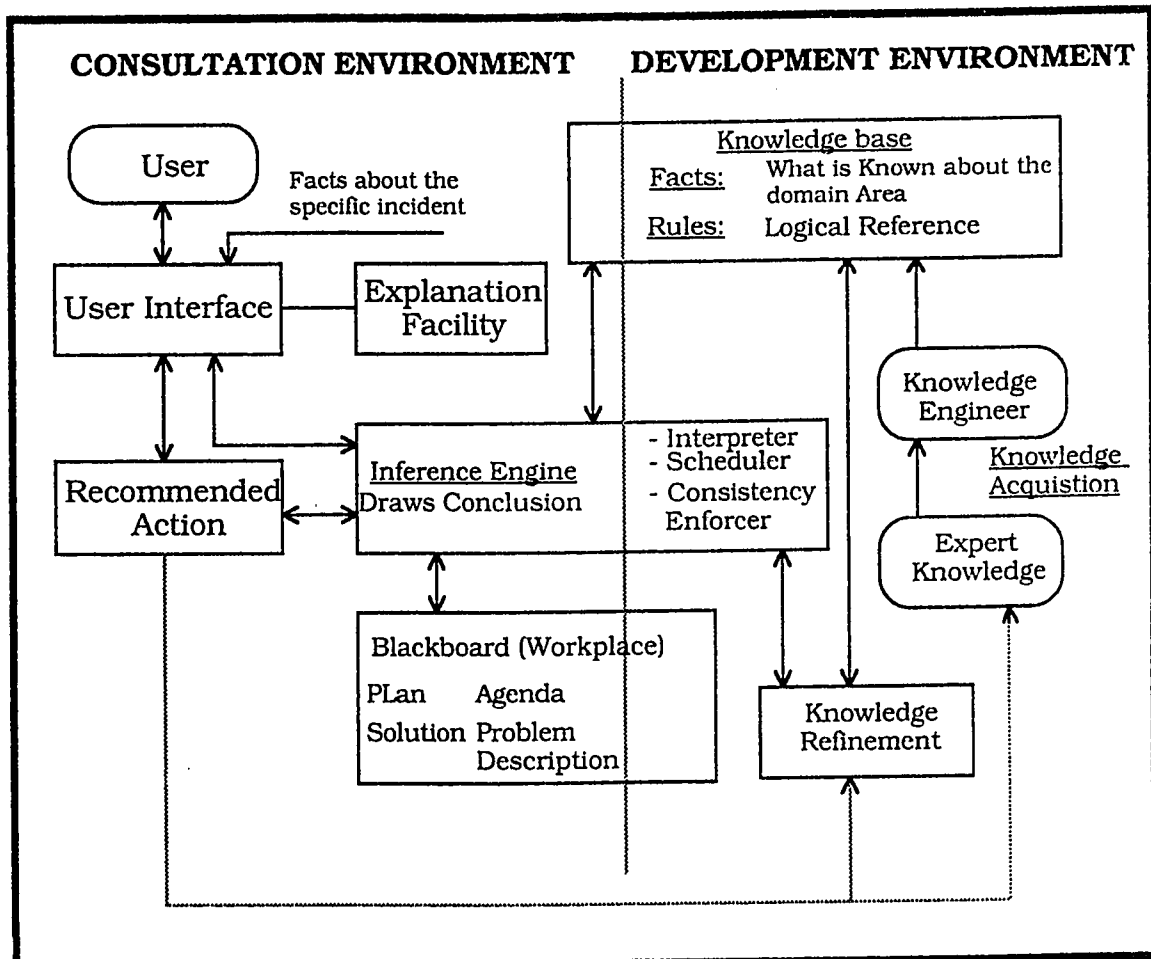 CONSULTATION ENVIRONMENT
DEVELOPMENT ENVIRONMENT
User
Facts about the
specific incident
User Interface
Explanation
Facility
Recommended
Action
Inference Engine
Draws Conclusion
- Interpreter
- Scheduler
- Consistency
Enforcer
Blackboard (Workplace)
PLan Agenda
Solution Problem
Description
Knowledge base
Facts: What is Known about the
domain Area
Rules: Logical Reference
Knowledge
Engineer
Knowledge
Acquistion
Expert
Knowledge
Knowledge
Refinement